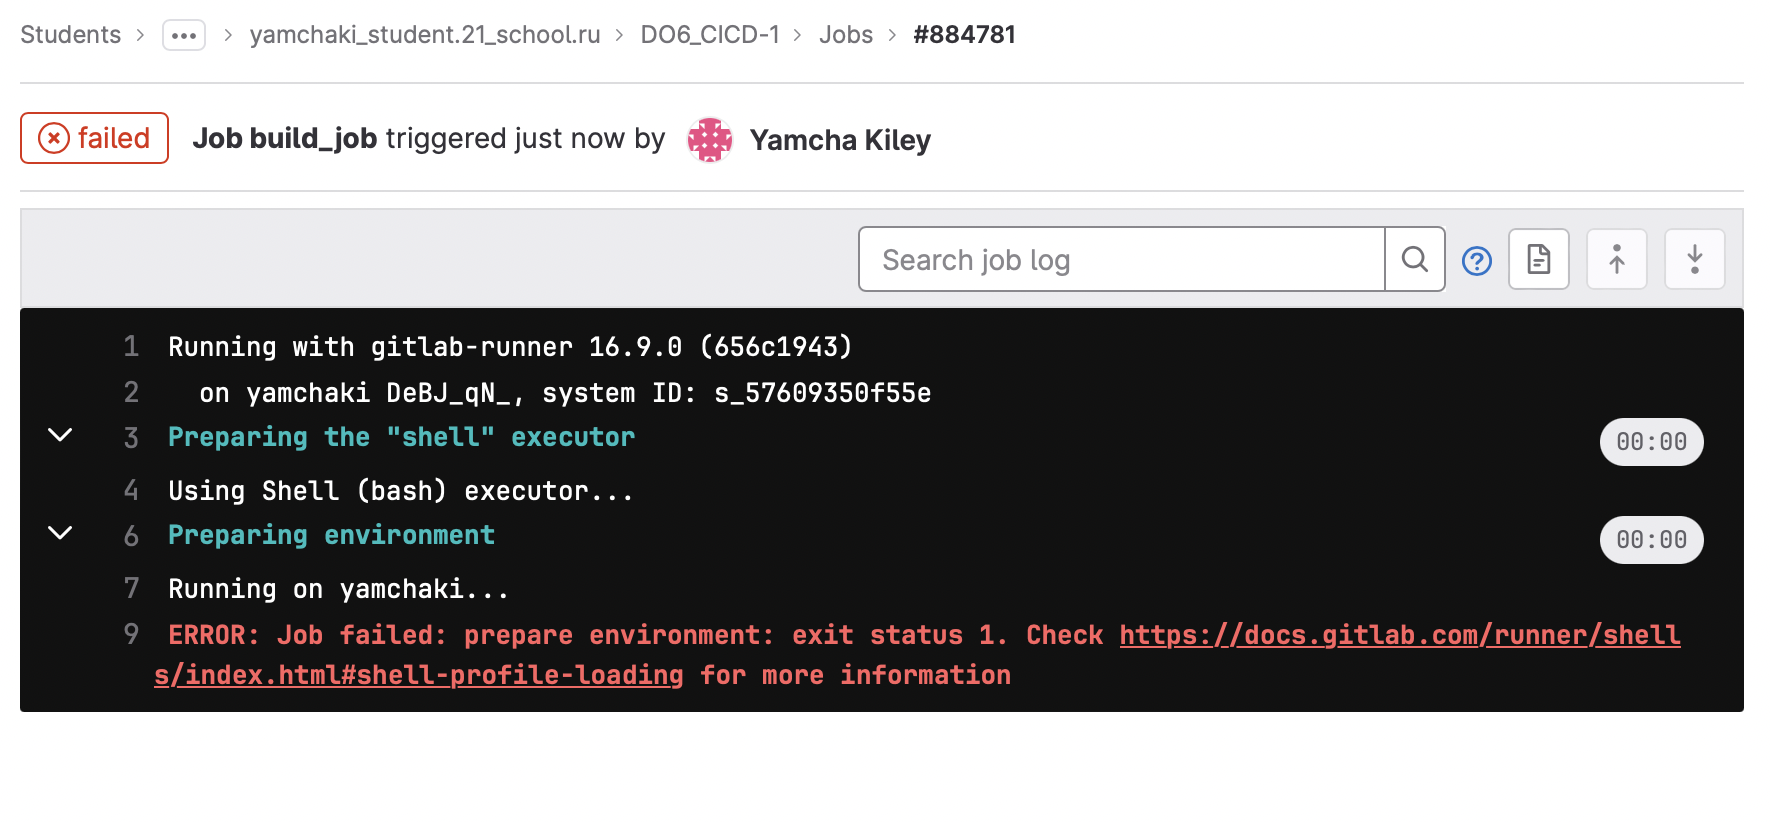 Students > ••• > yamchaki_student.21_school.ru > DO6_CICD-1 > Jobs > #884781
failed Job build_job triggered just now by Yamcha Kiley
Search job log
1 Running with gitlab-runner 16.9.0 (656c1943)
2 on yamchaki DeBJ_qN_, system ID: s_57609350f55e
3 Preparing the "shell" executor 00:00
4 Using Shell (bash) executor...
6 Preparing environment 00:00
7 Running on yamchaki...
9 ERROR: Job failed: prepare environment: exit status 1. Check https://docs.gitlab.com/runner/shell
s/index.html#shell-profile-loading for more information